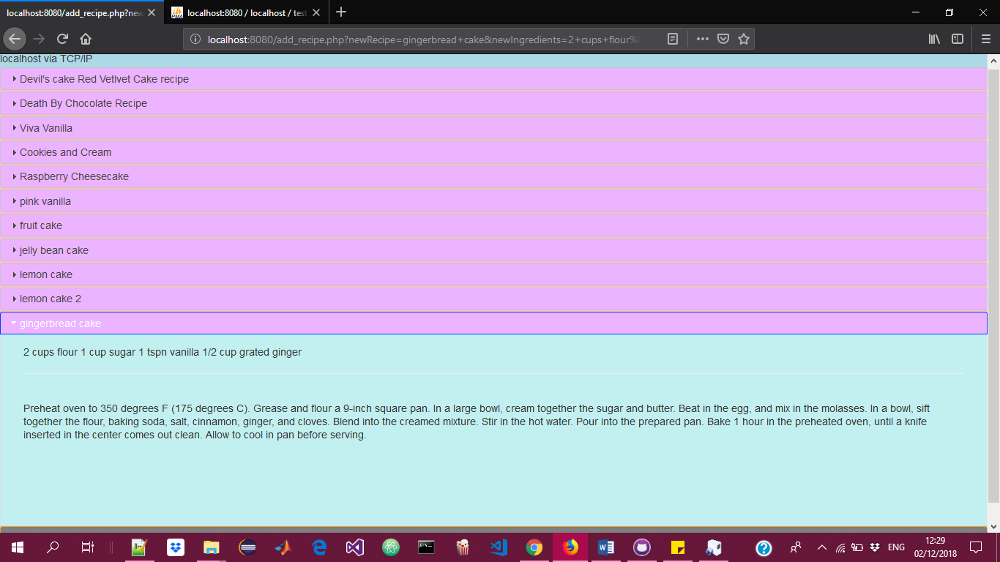 localhost:8080/add_recipe.php?new
localhost:8080 / localhost / test
localhost:8080/add_recipe.php?newRecipe=gingerbread+cake&newIngredients=2+cups+flour%
localhost via TCP/IP
Devil's cake Red Vetlvet Cake recipe
Death By Chocolate Recipe
Viva Vanilla
Cookies and Cream
Raspberry Cheesecake
pink vanilla
fruit cake
jelly bean cake
lemon cake
lemon cake 2
gingerbread cake
2 cups flour 1 cup sugar 1 tspn vanilla 1/2 cup grated ginger
Preheat oven to 350 degrees F (175 degrees C). Grease and flour a 9-inch square pan. In a large bowl, cream together the sugar and butter. Beat in the egg, and mix in the molasses. In a bowl, sift
together the flour, baking soda, salt, cinnamon, ginger, and cloves. Blend into the creamed mixture. Stir in the hot water. Pour into the prepared pan. Bake 1 hour in the preheated oven, until a knife
inserted in the center comes out clean. Allow to cool in pan before serving.
ENG
12:29
02/12/2018